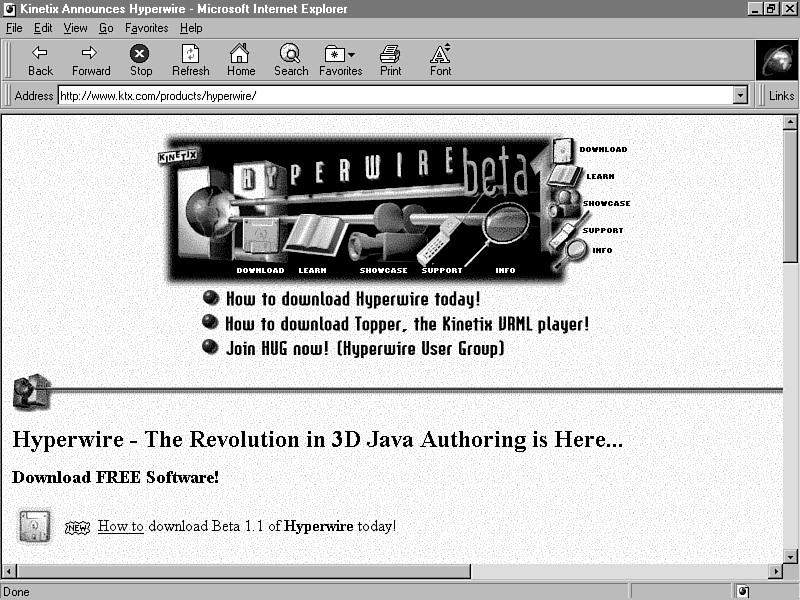 Kinetix Announces Hyperwire - Microsoft Internet Explorer
File Edit View Go Favorites Help
Back Forward Stop Refresh Home Search Favorites Print Font
Address http://www.ktx.com/products/hyperwire/ Links
KINETIX
HYPERWIRE beta 1
DOWNLOAD
LEARN
SHOWCASE
SUPPORT
INFO
DOWNLOAD LEARN SHOWCASE SUPPORT INFO
How to download Hyperwire today!
How to download Topper, the Kinetix VRML player!
Join HUG now! (Hyperwire User Group)
Hyperwire - The Revolution in 3D Java Authoring is Here...
Download FREE Software!
NEW How to download Beta 1.1 of Hyperwire today!
Done